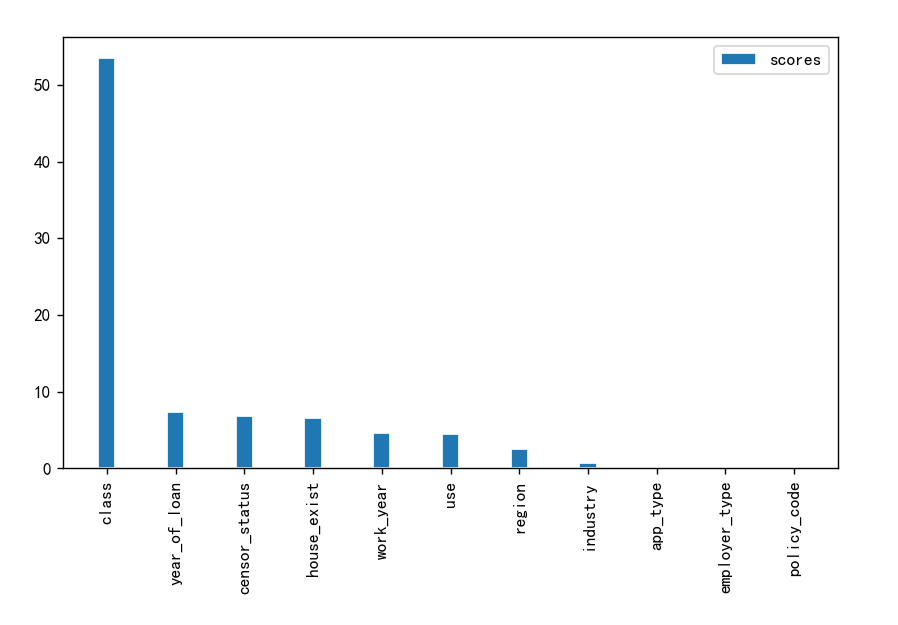 scores
50
40
30
20
10
0
class
year_of_loan
censor_status
house_exist
work_year
use
region
industry
app_type
employer_type
policy_code